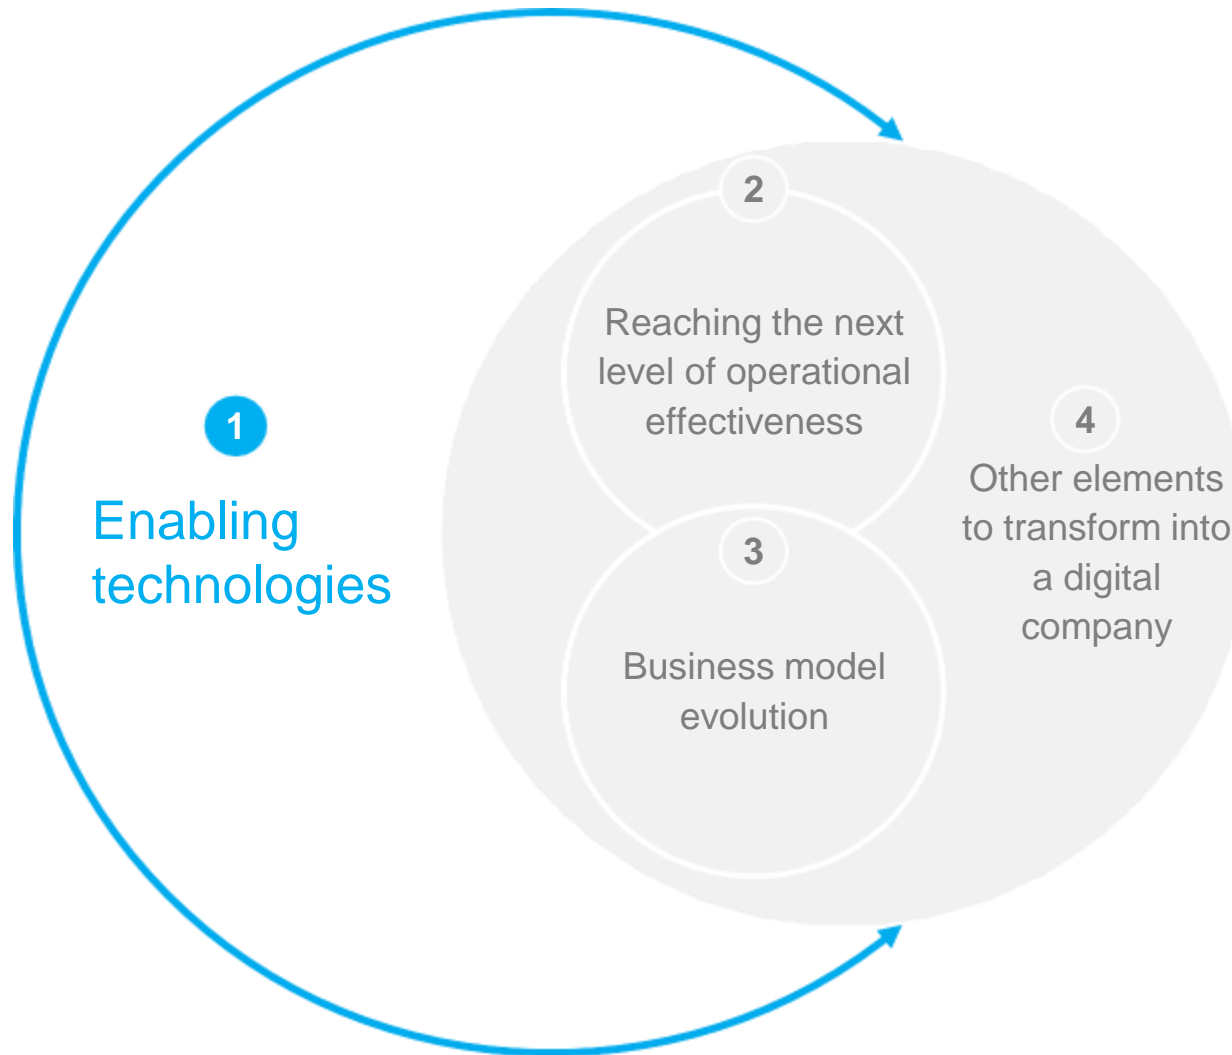 1
Enabling
technologies
2
Reaching the next
level of operational
effectiveness
3
Business model
evolution
4
Other elements
to transform into
a digital
company